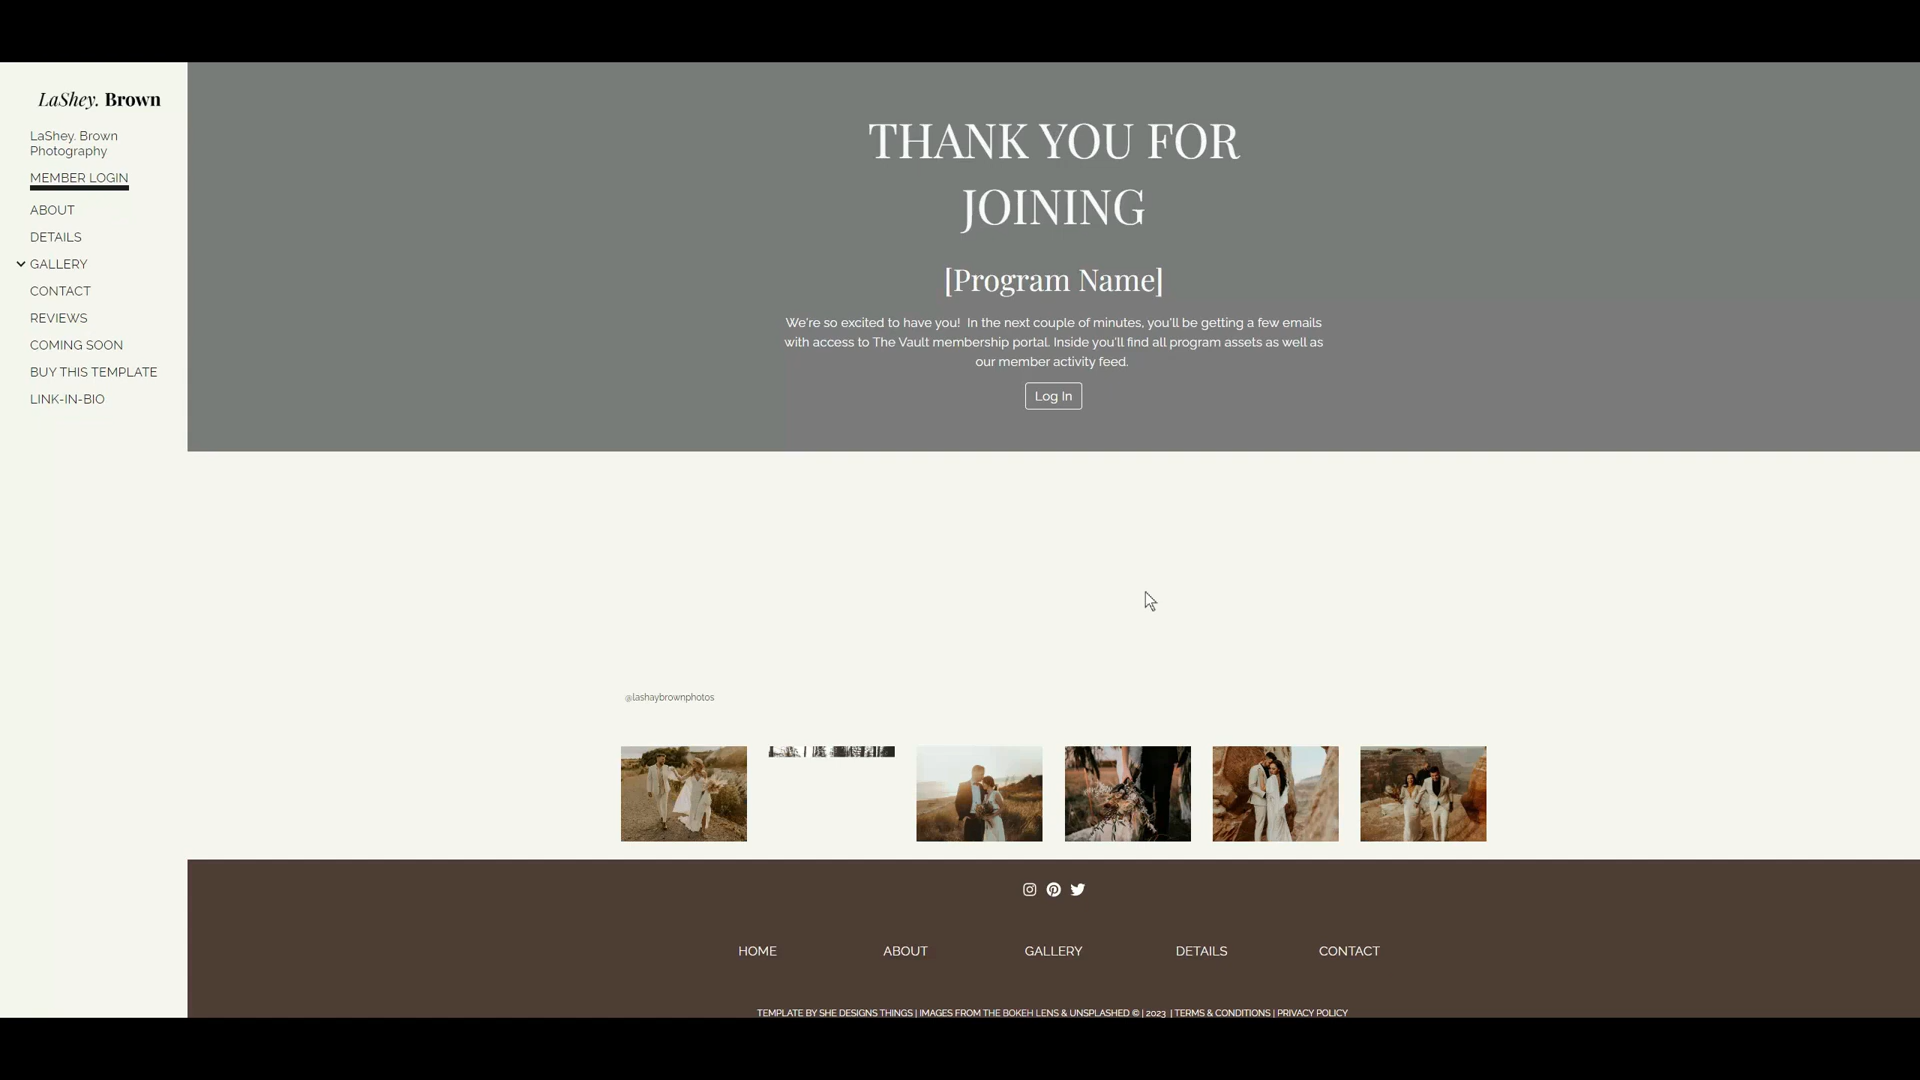 LaShey. Brown
LaShey. Brown
Photography
MEMBER LOGIN
ABOUT
DETAILS
GALLERY
CONTACT
REVIEWS
COMING SOON
BUY THIS TEMPLATE
LINK-IN-BIO
THANK YOU FOR
JOINING
[Program Name]
We're so excited to have you!  In the next couple of minutes, you'll be getting a few emails
with access to The Vault membership portal. Inside you'll find all program assets as well as
our member activity feed.
Log In
@lashaybrownphotos
HOME ABOUT GALLERY DETAILS CONTACT
TEMPLATE BY SHE DESIGNS THINGS | IMAGES FROM THE BOKEH LENS & UNSPLASHED © | 2023 | TERMS & CONDITIONS | PRIVACY POLICY